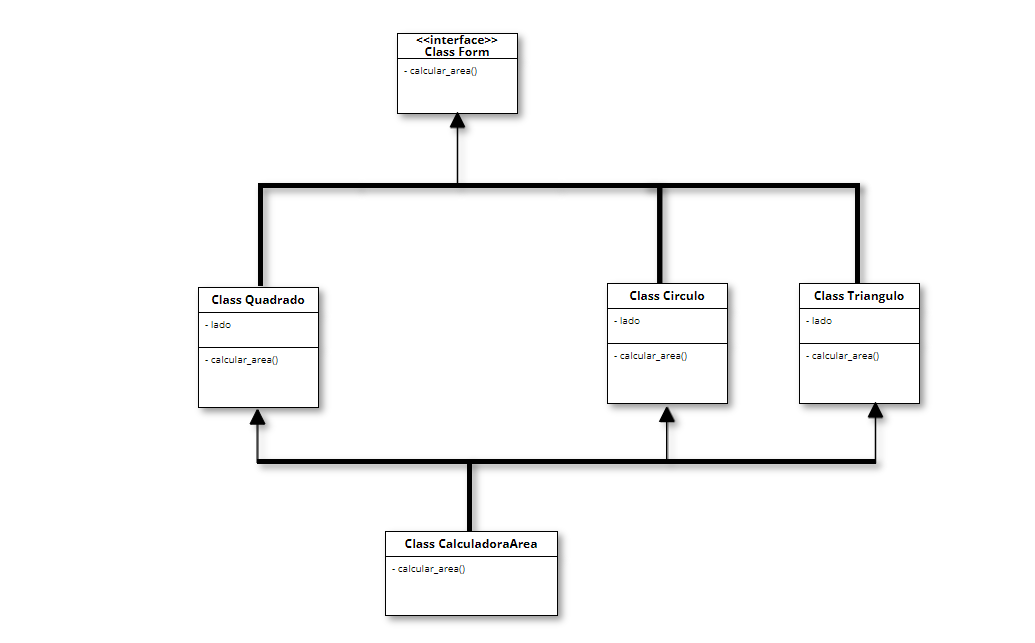 <<interface>>
Class Form
- calcular_area()
Class Quadrado
- lado
- calcular_area()
Class Circulo
- lado
- calcular_area()
Class Triangulo
- lado
- calcular_area()
Class CalculadoraArea
- calcular_area()